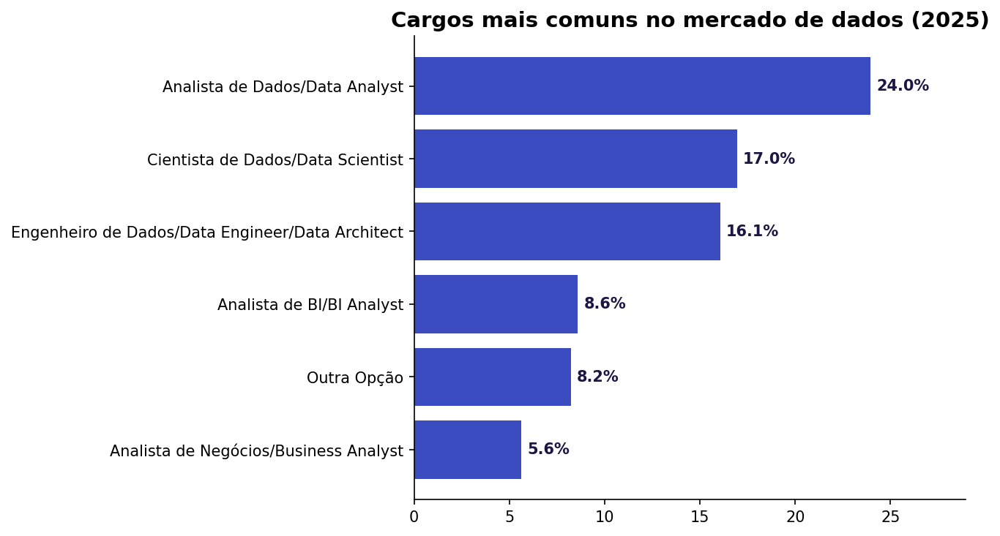 Cargos mais comuns no mercado de dados (2025)
Analista de Dados/Data Analyst
24.0%
Cientista de Dados/Data Scientist
17.0%
Engenheiro de Dados/Data Engineer/Data Architect
16.1%
Analista de BI/BI Analyst
8.6%
Outra Opção
8.2%
Analista de Negócios/Business Analyst
5.6%
0 5 10 15 20 25